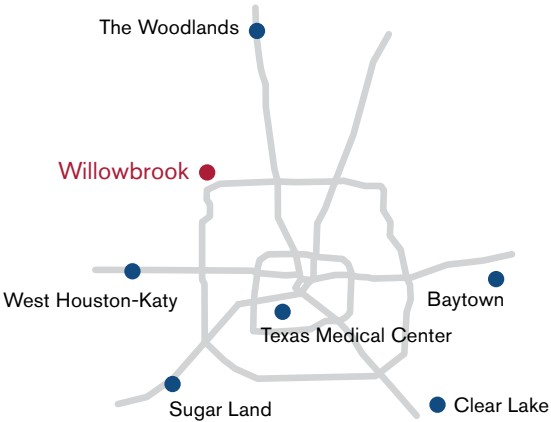 The Woodlands
Willowbrook
West Houston-Katy
Baytown
Texas Medical Center
Sugar Land
Clear Lake